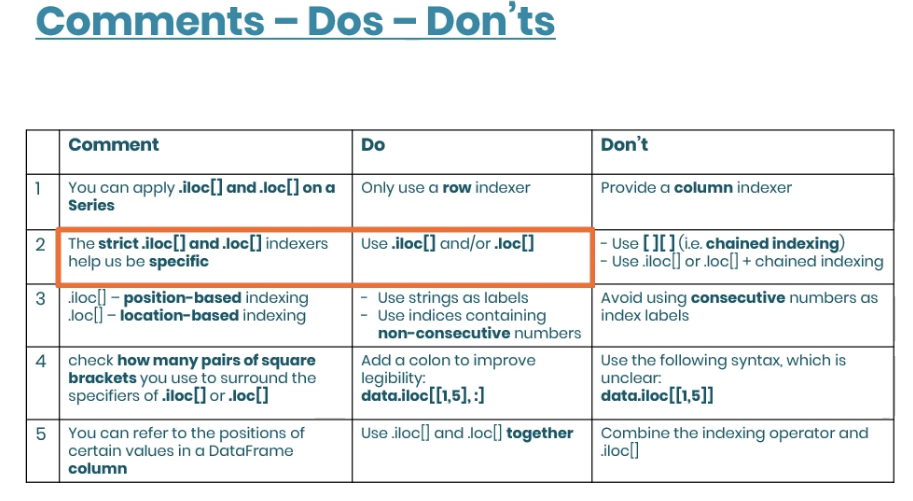 Comments – Dos – Don'ts
Comment
Do
Don't
1
You can apply .iloc[] and .loc[] on a
Series
Only use a row indexer
Provide a column indexer
2
The strict .iloc[] and .loc[] indexers
help us be specific
Use .iloc[] and/or .loc[]
- Use [ ][ ] (i.e. chained indexing)
- Use .iloc[] or .loc[] + chained indexing
3
.iloc[] – position-based indexing
.loc[] – location-based indexing
- Use strings as labels
- Use indices containing
non-consecutive numbers
Avoid using consecutive numbers as
index labels
4
check how many pairs of square
brackets you use to surround the
specifiers of .iloc[] or .loc[]
Add a colon to improve
legibility:
data.iloc[[1,5], :]
Use the following syntax, which is
unclear:
data.iloc[[1,5]]
5
You can refer to the positions of
certain values in a DataFrame
column
Use .iloc[] and .loc[] together
Combine the indexing operator and
.iloc[]